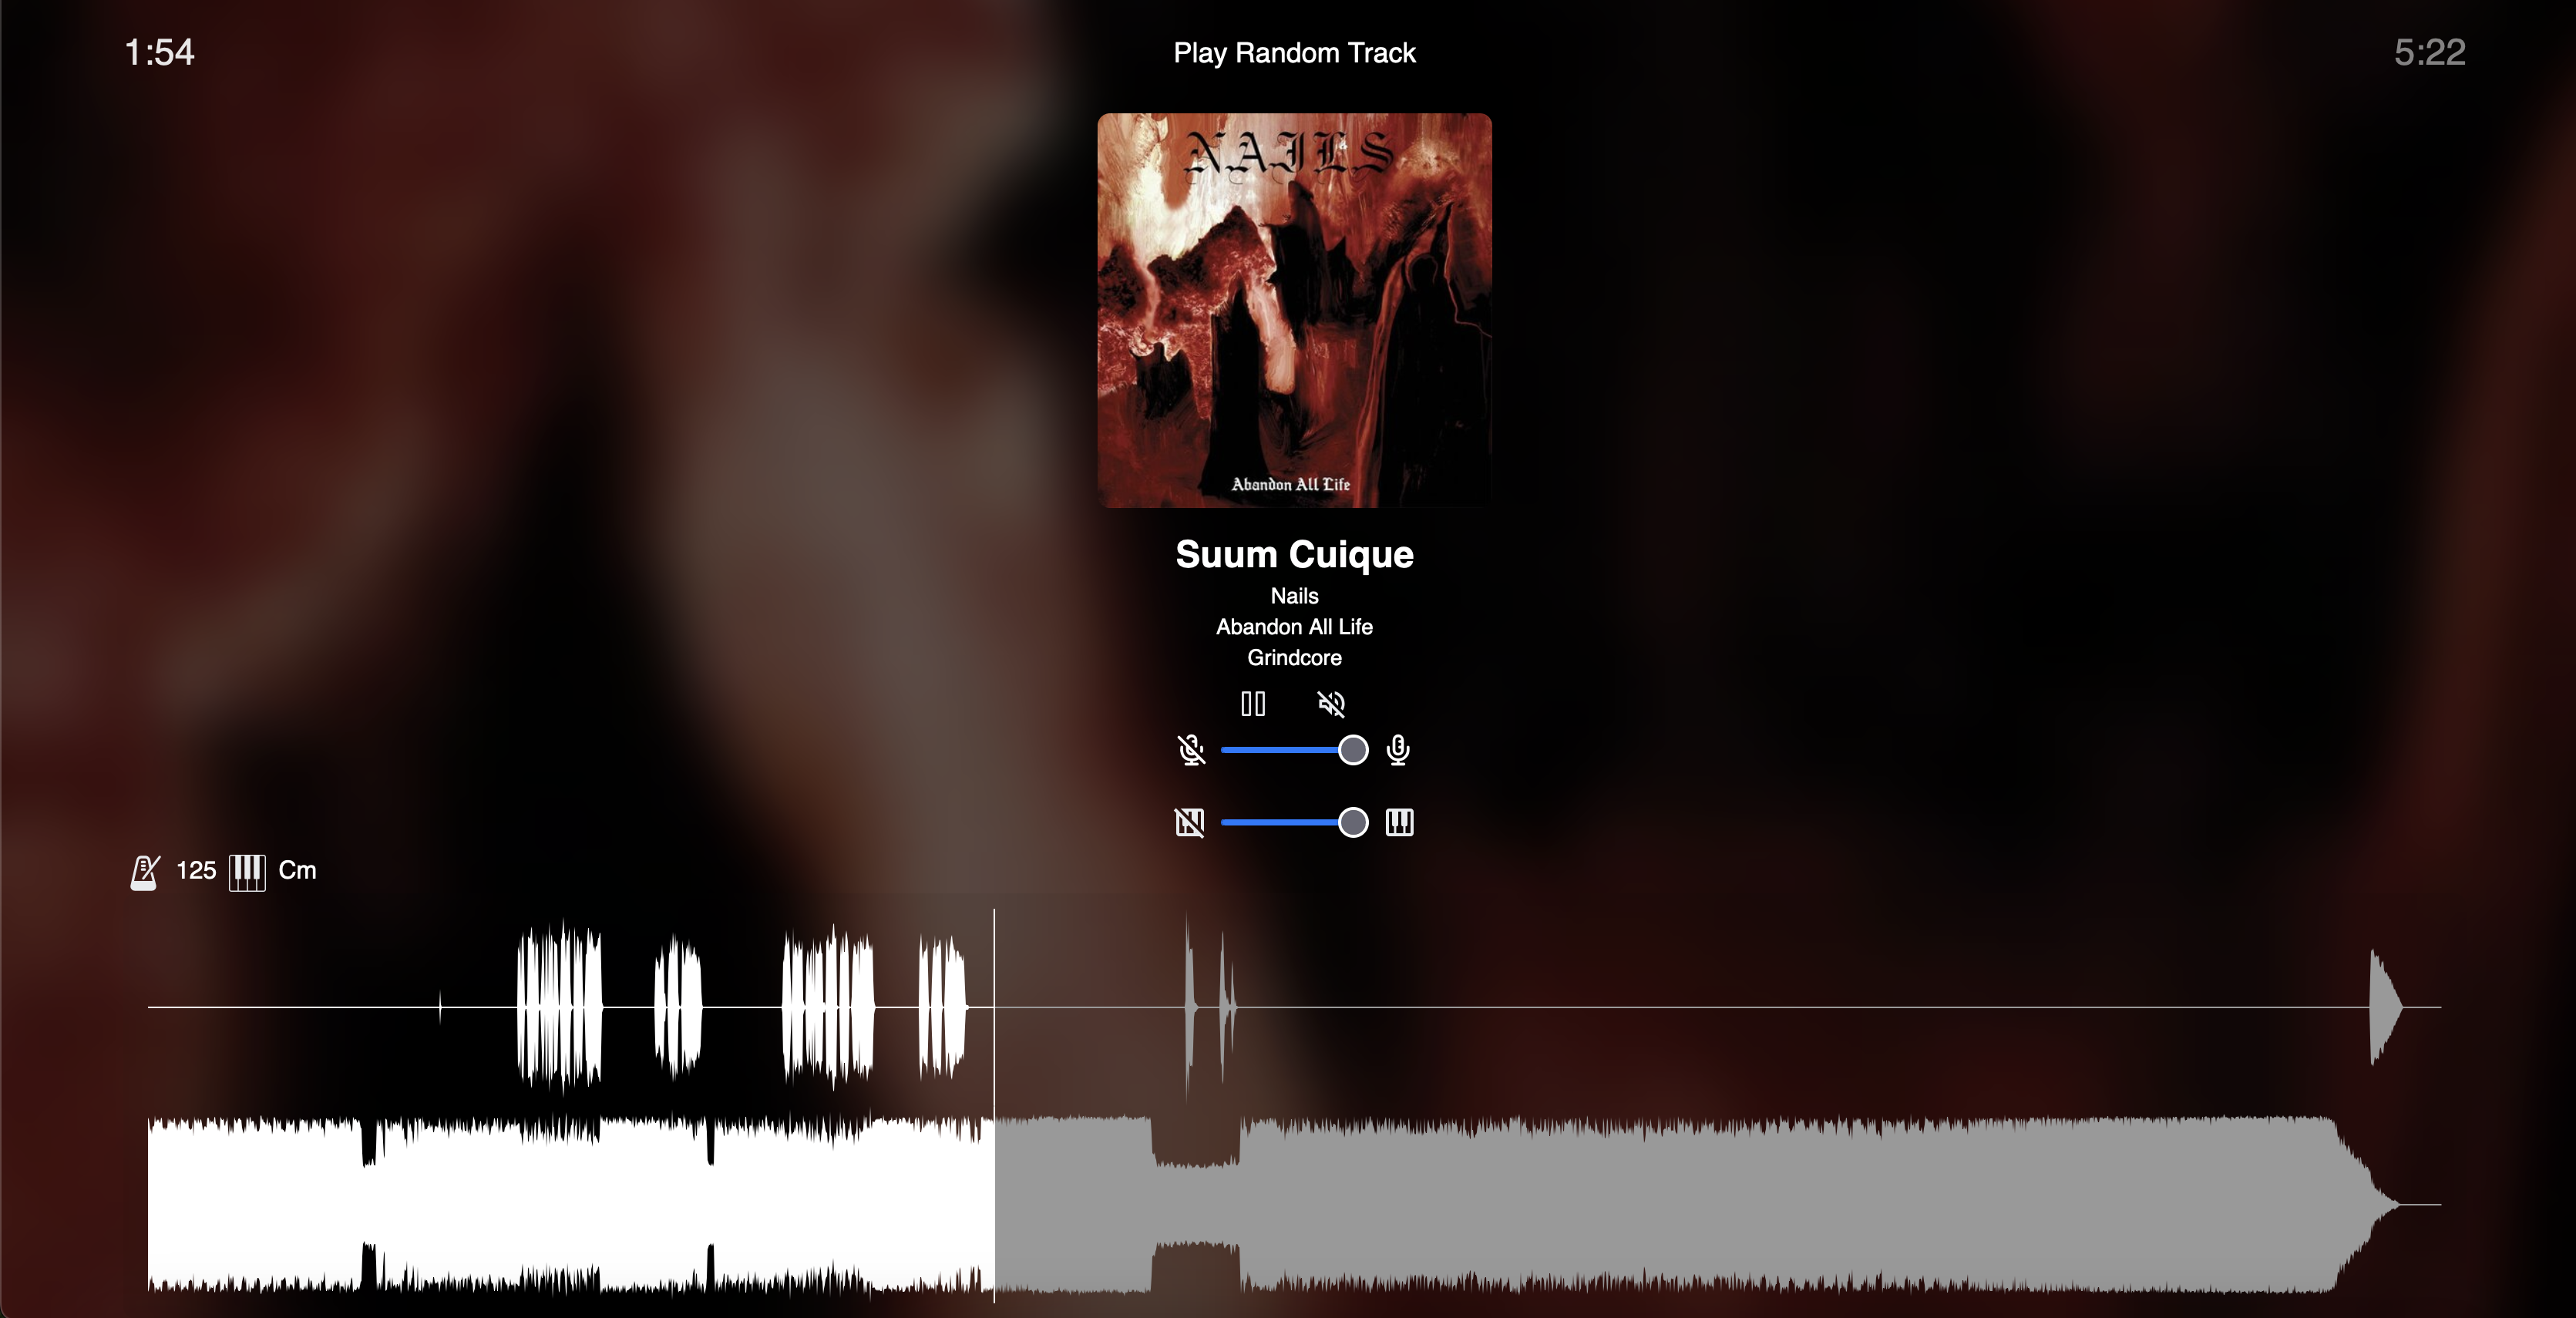 1:54
Play Random Track
5:22
NAILS
Abandon All Life
Suum Cuique
Nails
Abandon All Life
Grindcore
125
Cm